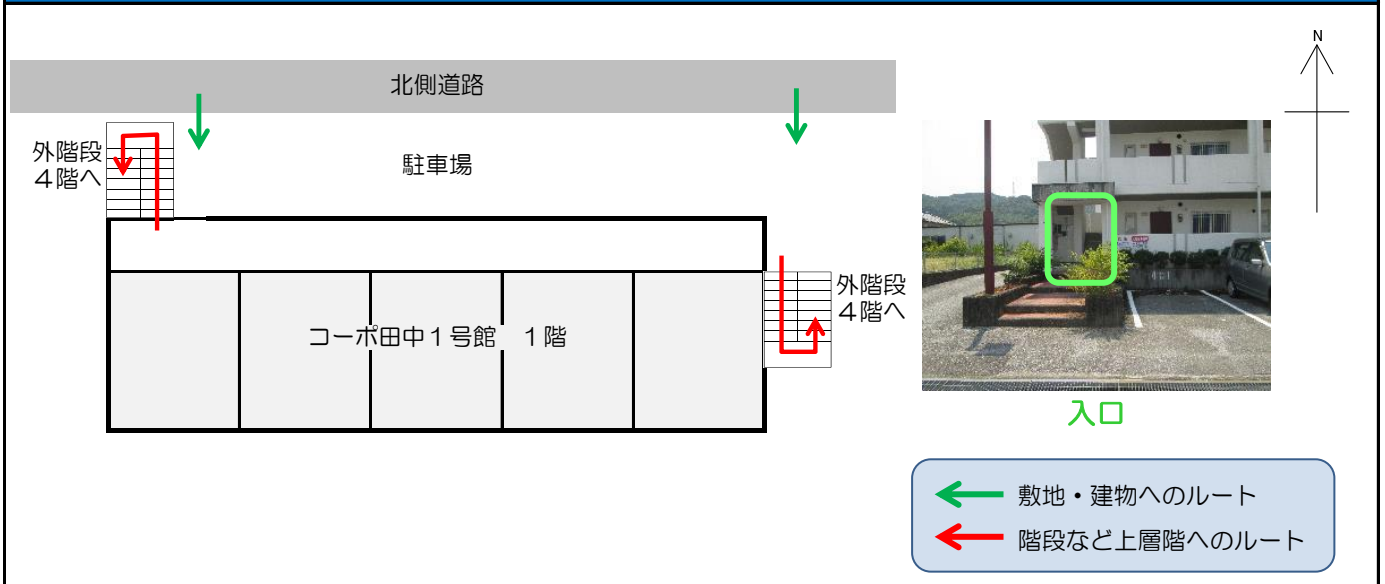 北側道路
N
外階段
４階へ
駐車場
外階段
４階へ
コーポ田中１号館　１階
入口
敷地・建物へのルート
階段など上層階へのルート